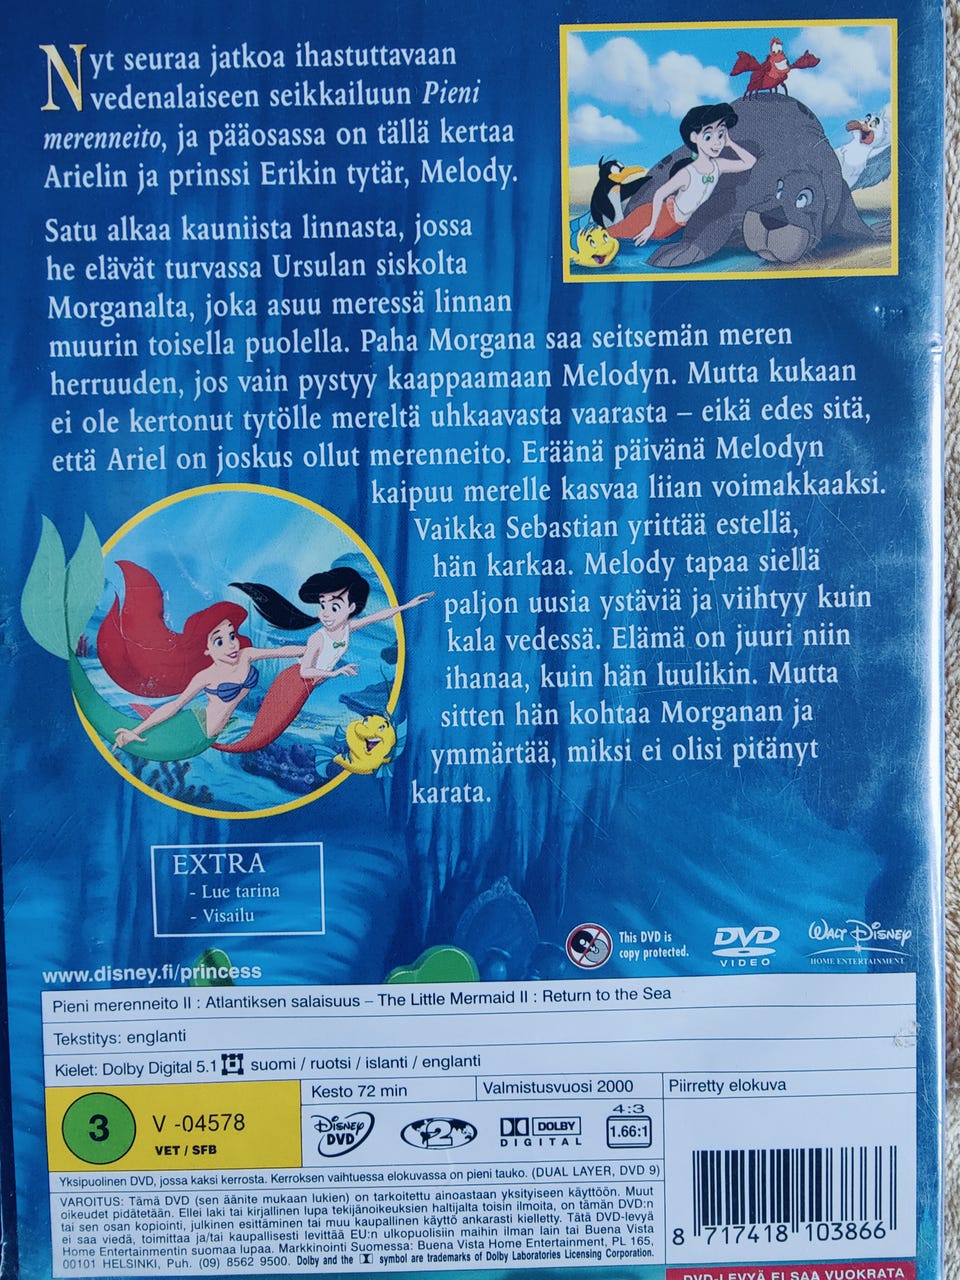 Nyt seuraa jatkoa ihastuttavaan
vedenalaiseen seikkailuun Pieni
merenneito, ja pääosassa on tällä kertaa
Arielin ja prinssi Erikin tytär, Melody.
Satu alkaa kauniista linnasta, jossa
he elävät turvassa Ursulan siskolta
Morganalta, joka asuu meressä linnan
muurin toisella puolella. Paha Morgana saa seitsemän meren
herruuden, jos vain pystyy kaappaamaan Melodyn. Mutta kukaan
ei ole kertonut tytölle mereltä uhkaavasta vaarasta – eikä edes sitä,
että Ariel on joskus ollut merenneito. Eräänä päivänä Melodyn
kaipuu merelle kasvaa liian voimakkaaksi.
Vaikka Sebastian yrittää estellä,
hän karkaa. Melody tapaa siellä
paljon uusia ystäviä ja viihtyy kuin
kala vedessä. Elämä on juuri niin
ihanaa, kuin hän luulikin. Mutta
sitten hän kohtaa Morganan ja
ymmärtää, miksi ei olisi pitänyt
karata.
EXTRA
- Lue tarina
- Visailu
This DVD is
copy protected.
DVD
VIDEO
WALT DISNEY
HOME ENTERTAINMENT
www.disney.fi/princess
Pieni merenneito II : Atlantiksen salaisuus – The Little Mermaid II : Return to the Sea
Tekstitys: englanti
Kielet: Dolby Digital 5.1 suomi / ruotsi / islanti / englanti
3
V -04578
VET / SFB
Kesto 72 min
Valmistusvuosi 2000
Piirretty elokuva
DISNEY
DVD
2
DOLBY
DIGITAL
4:3
1.66:1
Yksipuolinen DVD, jossa kaksi kerrosta. Kerroksen vaihtuessa elokuvassa on pieni tauko. (DUAL LAYER, DVD 9)
VAROITUS: Tämä DVD (sen äänite mukaan lukien) on tarkoitettu ainoastaan yksityiseen käyttöön. Muut
oikeudet pidätetään. Ellei laki tai kirjallinen lupa tekijänoikeuksien haltijalta toisin ilmoita, on tämän DVD:n
tai sen osan kopiointi, julkinen esittäminen tai muu kaupallinen käyttö ankarasti kielletty. Tätä DVD-levyä
ei saa viedä, toimittaa ja/tai kaupallisesti levittää EU:n ulkopuolisiin maihin ilman lain tai Buena Vista
Home Entertainmentin suomaa lupaa. Markkinointi Suomessa: Buena Vista Home Entertainment, PL 165,
00101 HELSINKI, Puh. (09) 8562 9500. Dolby and the symbol are trademarks of Dolby Laboratories Licensing Corporation.
8 717418 103866
DVD-LEVYÄ EI SAA VUOKRATA